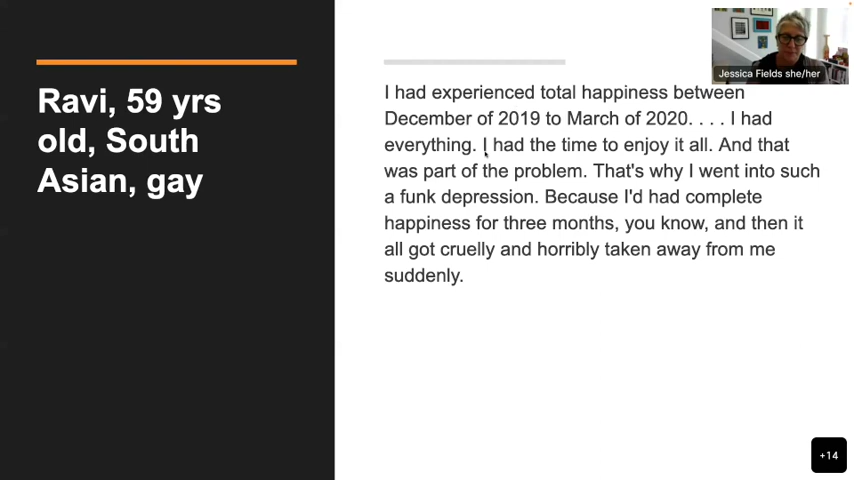 Ravi, 59 yrs
old, South
Asian, gay
I had experienced total happiness between
December of 2019 to March of 2020. . . . I had
everything. I had the time to enjoy it all. And that
was part of the problem. That's why I went into such
a funk depression. Because I'd had complete
happiness for three months, you know, and then it
all got cruelly and horribly taken away from me
suddenly.
Jessica Fields she/her
+14